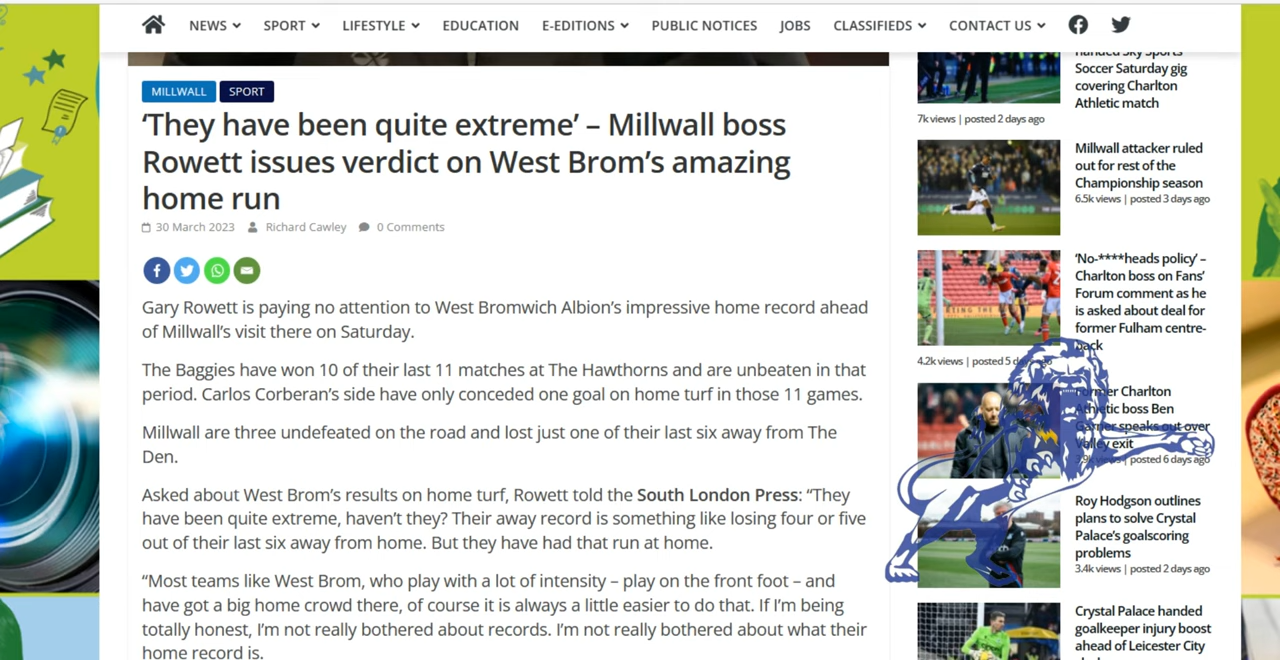 NEWS SPORT LIFESTYLE EDUCATION E-EDITIONS PUBLIC NOTICES JOBS CLASSIFIEDS CONTACT US
MILLWALL SPORT
‘They have been quite extreme’ – Millwall boss
Rowett issues verdict on West Brom’s amazing
home run
30 March 2023 Richard Cawley 0 Comments
Gary Rowett is paying no attention to West Bromwich Albion’s impressive home record ahead
of Millwall’s visit there on Saturday.
The Baggies have won 10 of their last 11 matches at The Hawthorns and are unbeaten in that
period. Carlos Corberan’s side have only conceded one goal on home turf in those 11 games.
Millwall are three undefeated on the road and lost just one of their last six away from The
Den.
Asked about West Brom’s results on home turf, Rowett told the South London Press: “They
have been quite extreme, haven’t they? Their away record is something like losing four or five
out of their last six away from home. But they have had that run at home.
“Most teams like West Brom, who play with a lot of intensity – play on the front foot – and
have got a big home crowd there, of course it is always a little easier to do that. If I’m being
totally honest, I’m not really bothered about records. I’m not really bothered about what their
home record is.
handed Sky Sports
Soccer Saturday gig
covering Charlton
Athletic match
7k views | posted 2 days ago
Millwall attacker ruled
out for rest of the
Championship season
6.5k views | posted 3 days ago
‘No-****heads policy’ –
Charlton boss on Fans’
Forum comment as he
is asked about deal for
former Fulham centre-
back
4.2k views | posted 5 days ago
Former Charlton
Athletic boss Ben
Garner speaks out over
Valley exit
3.9k views | posted 6 days ago
Roy Hodgson outlines
plans to solve Crystal
Palace’s goalscoring
problems
3.4k views | posted 2 days ago
Crystal Palace handed
goalkeeper injury boost
ahead of Leicester City